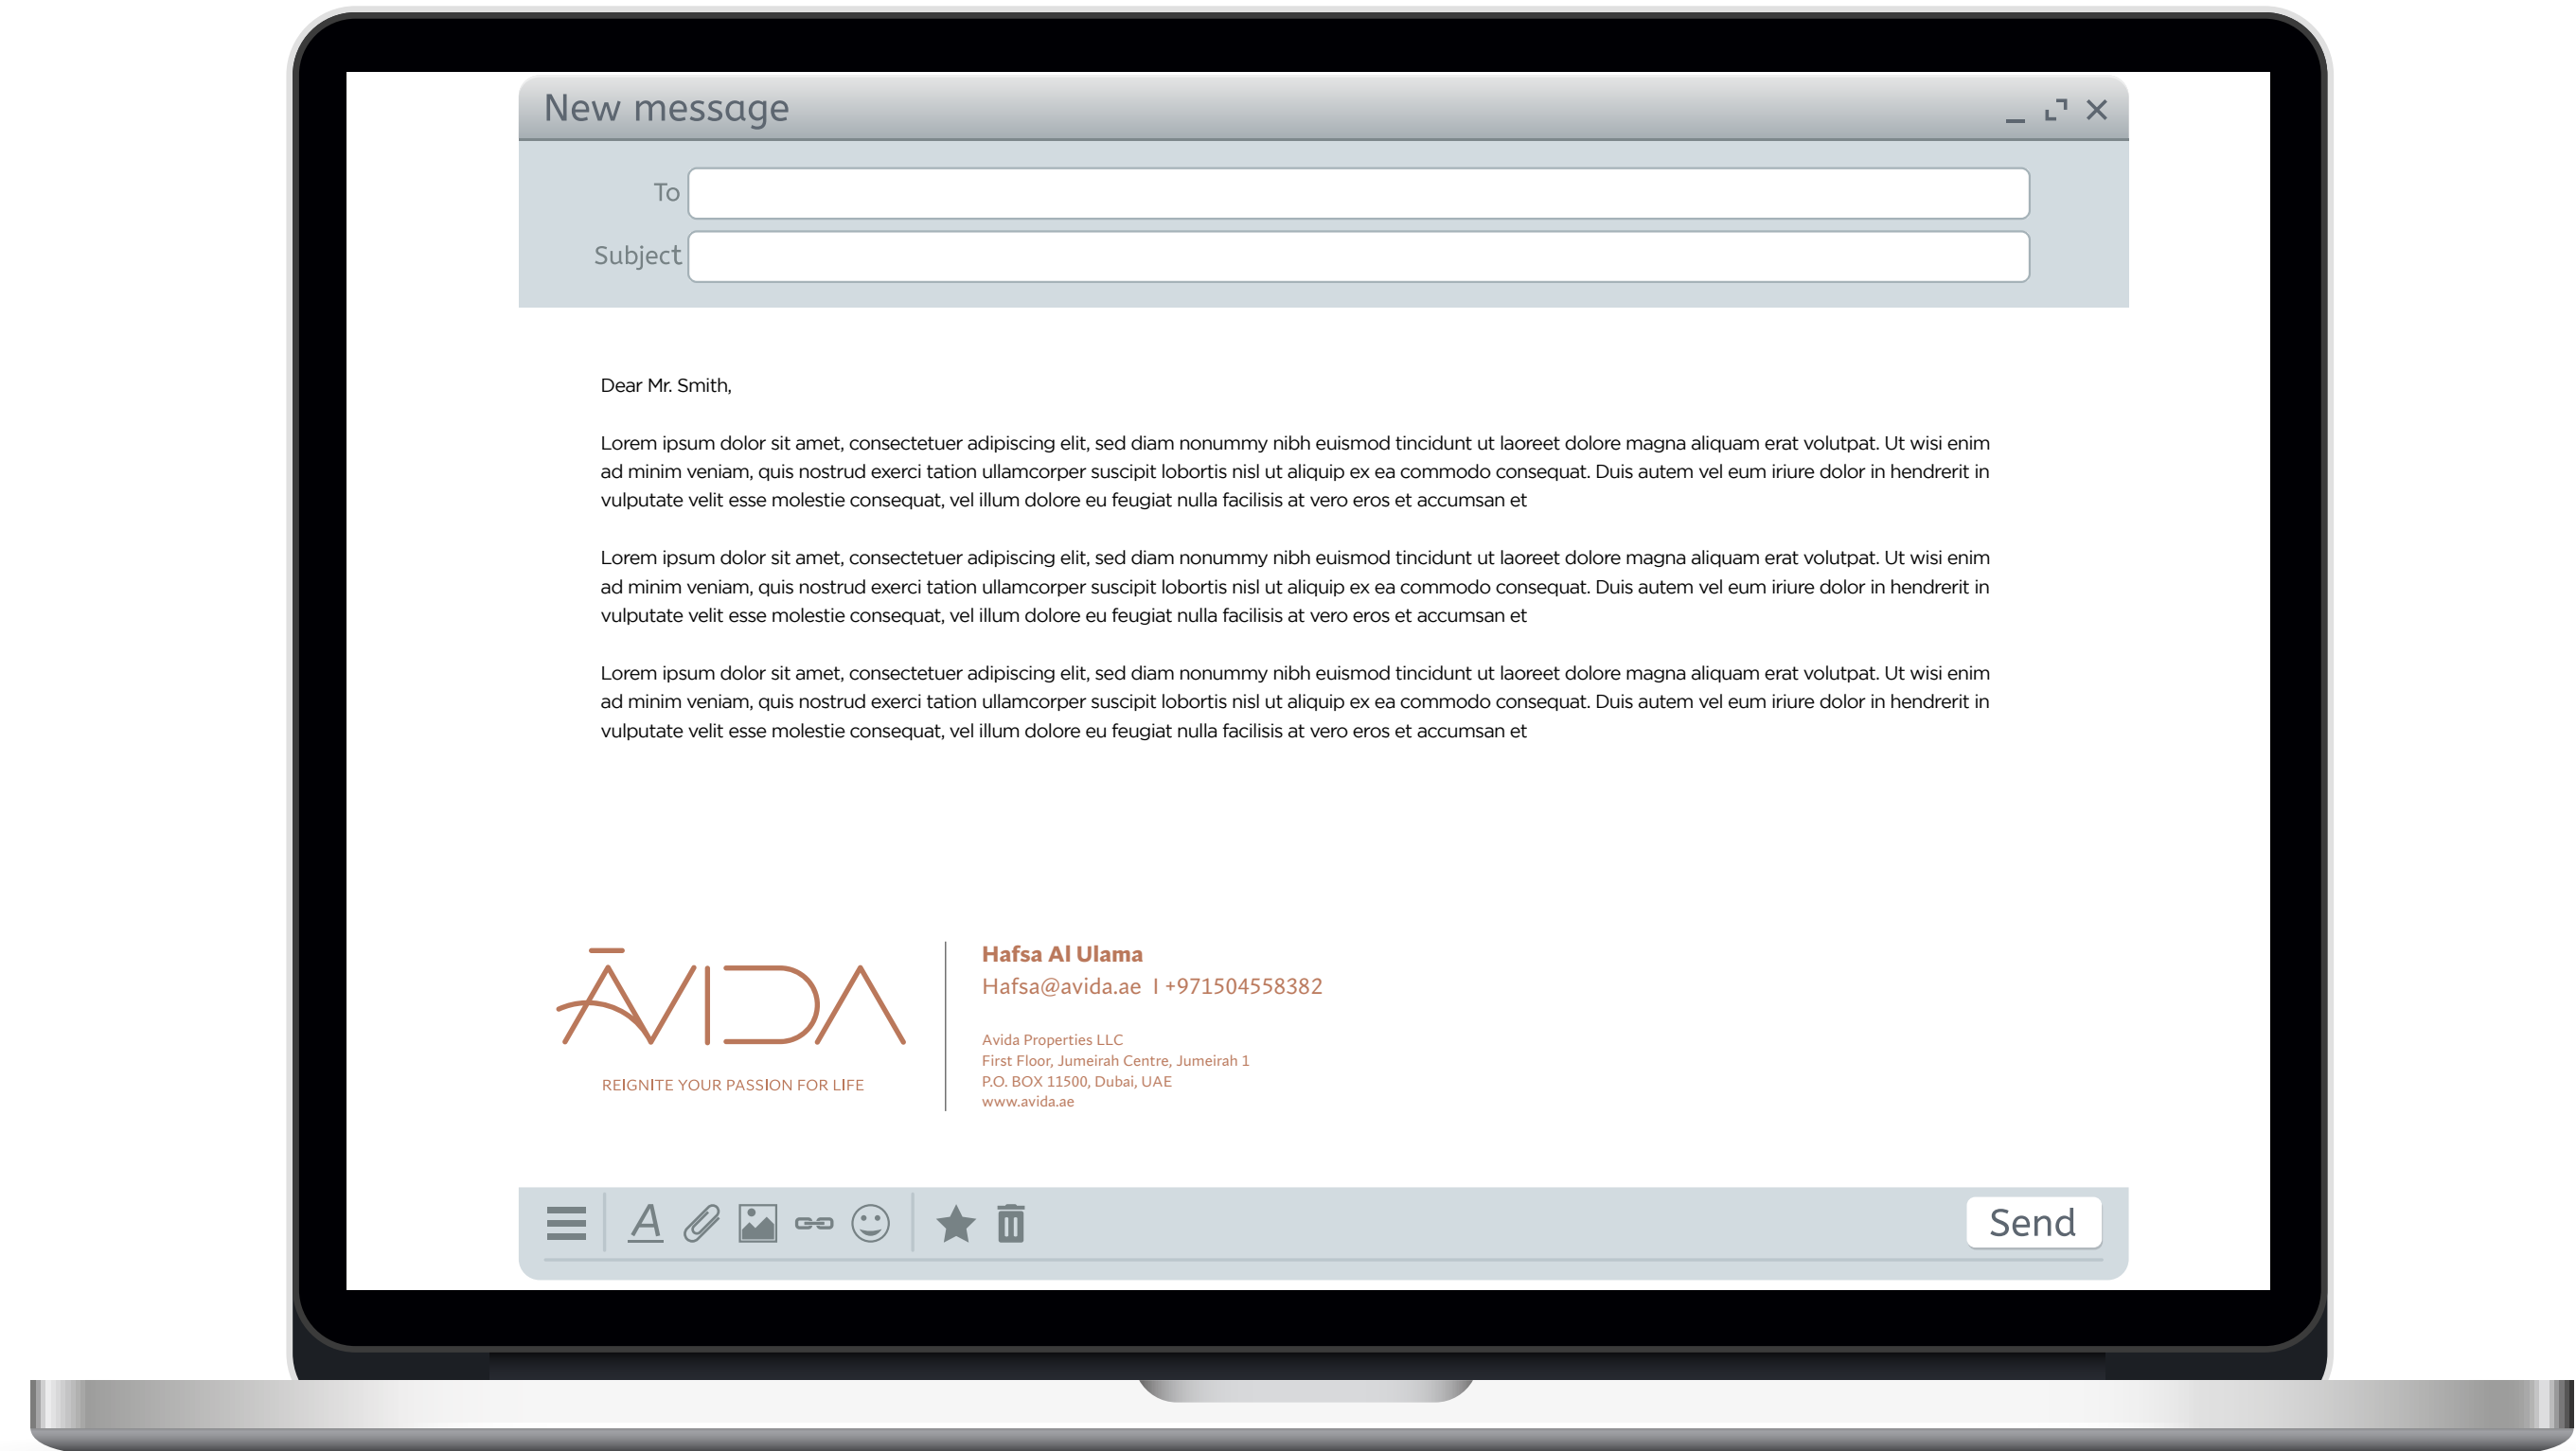 New message
To
Subject
Dear Mr. Smith,
Lorem ipsum dolor sit amet, consectetuer adipiscing elit, sed diam nonummy nibh euismod tincidunt ut laoreet dolore magna aliquam erat volutpat. Ut wisi enim
ad minim veniam, quis nostrud exerci tation ullamcorper suscipit lobortis nisl ut aliquip ex ea commodo consequat. Duis autem vel eum iriure dolor in hendrerit in
vulputate velit esse molestie consequat, vel illum dolore eu feugiat nulla facilisis at vero eros et accumsan et
Lorem ipsum dolor sit amet, consectetuer adipiscing elit, sed diam nonummy nibh euismod tincidunt ut laoreet dolore magna aliquam erat volutpat. Ut wisi enim
ad minim veniam, quis nostrud exerci tation ullamcorper suscipit lobortis nisl ut aliquip ex ea commodo consequat. Duis autem vel eum iriure dolor in hendrerit in
vulputate velit esse molestie consequat, vel illum dolore eu feugiat nulla facilisis at vero eros et accumsan et
Lorem ipsum dolor sit amet, consectetuer adipiscing elit, sed diam nonummy nibh euismod tincidunt ut laoreet dolore magna aliquam erat volutpat. Ut wisi enim
ad minim veniam, quis nostrud exerci tation ullamcorper suscipit lobortis nisl ut aliquip ex ea commodo consequat. Duis autem vel eum iriure dolor in hendrerit in
vulputate velit esse molestie consequat, vel illum dolore eu feugiat nulla facilisis at vero eros et accumsan et
ĀVIDA
REIGNITE YOUR PASSION FOR LIFE
Hafsa Al Ulama
Hafsa@avida.ae I +971504558382
Avida Properties LLC
First Floor, Jumeirah Centre, Jumeirah 1
P.O. BOX 11500, Dubai, UAE
www.avida.ae
A
Send